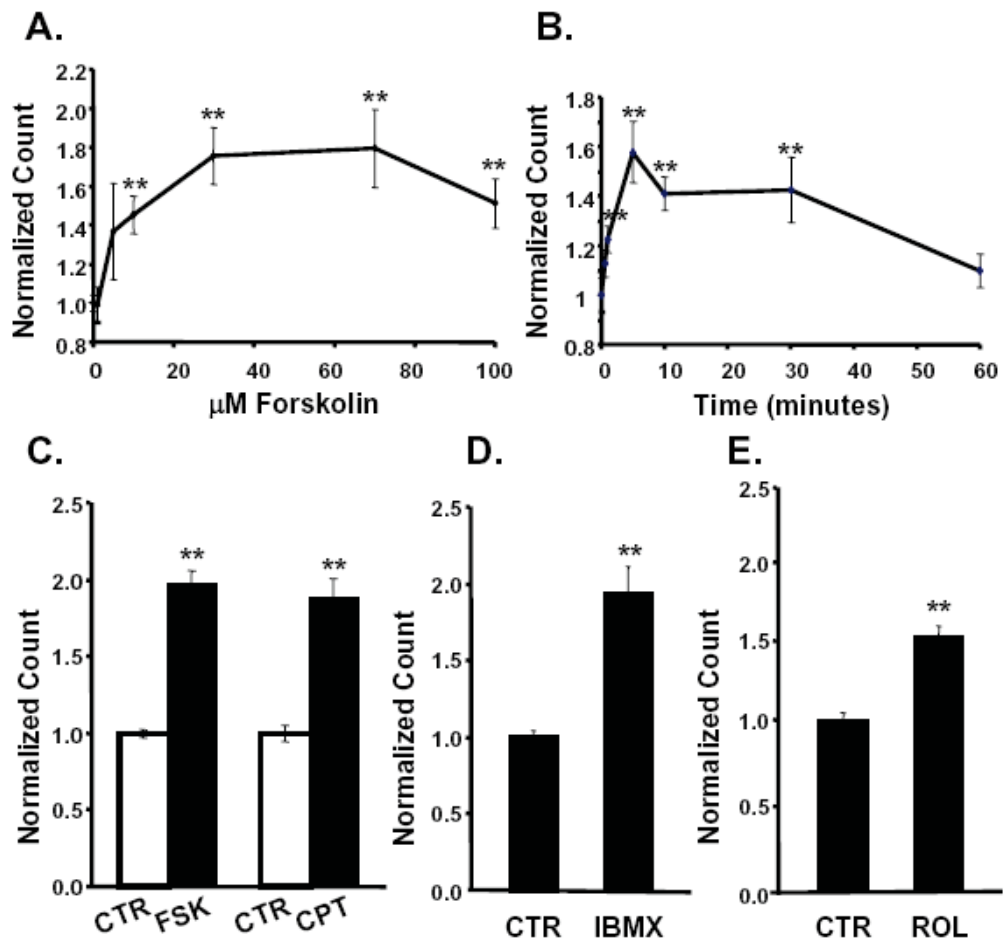 A.
Normalized Count
2.2
2.0
1.8
1.6
1.4
1.2
1.0
0.8
**
**
**
**
0 20 40 60 80 100
µM Forskolin
B.
Normalized Count
1.8
1.6
1.4
1.2
1
0.8
**
**
**
**
0 10 20 30 40 50 60
Time (minutes)
C.
Normalized Count
2.5
2.0
1.5
1.0
0.5
0.0
**
**
CTR FSK CTR CPT
D.
Normalized Count
2.5
2.0
1.5
1.0
0.5
0.0
**
CTR IBMX
E.
Normalized Count
2.5
2.0
1.5
1.0
0.5
0.0
**
CTR ROL